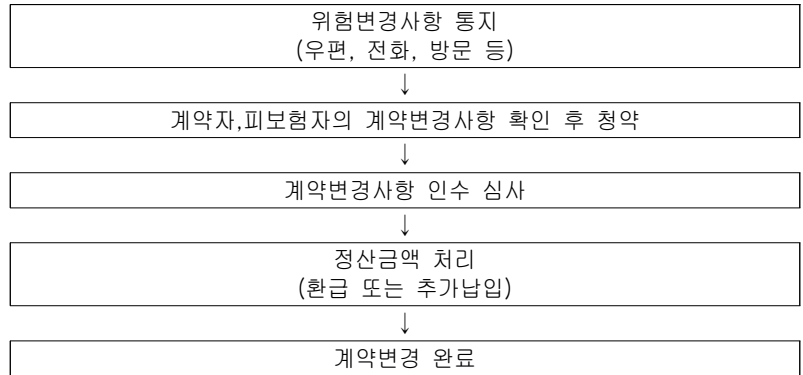 위험변경사항 통지
(우편, 전화, 방문 등)
↓
계약자,피보험자의 계약변경사항 확인 후 청약
↓
계약변경사항 인수 심사
↓
정산금액 처리
(환급 또는 추가납입)
↓
계약변경 완료